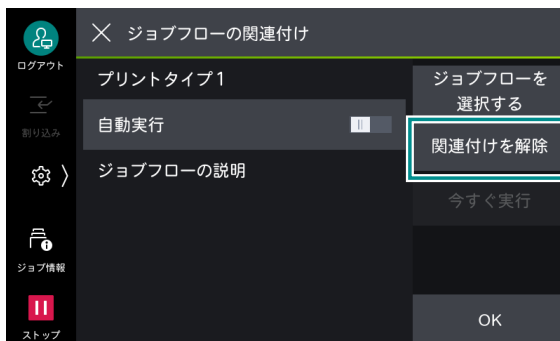 ログアウト
割り込み
ジョブ情報
ストップ
ジョブフローの関連付け
プリントタイプ1
自動実行
ジョブフローの説明
ジョブフローを
選択する
関連付けを解除
今すぐ実行
OK